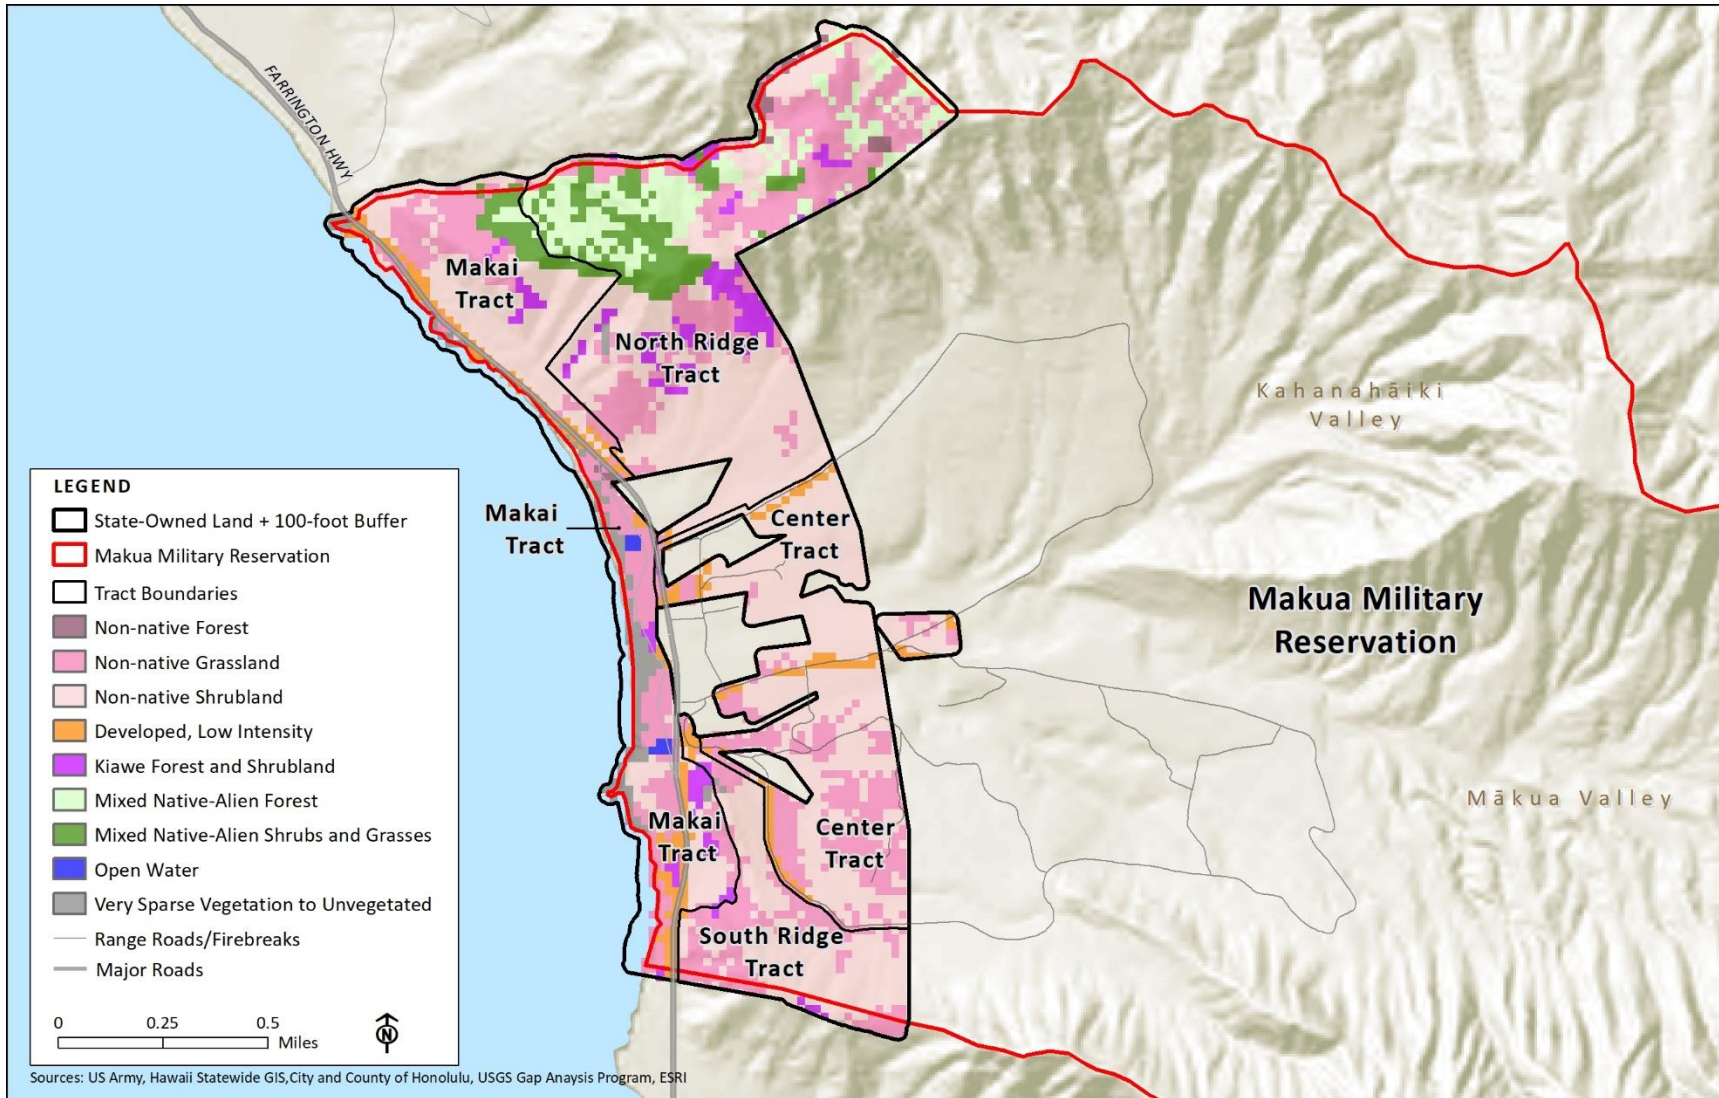 FARRINGTON HWY
Makai
Tract
North Ridge
Tract
Kahanahāiki
Valley
Makai
Tract
Center
Tract
Makua Military
Reservation
Mākua Valley
Makai
Tract
Center
Tract
South Ridge
Tract
LEGEND
State-Owned Land + 100-foot Buffer
Makua Military Reservation
Tract Boundaries
Non-native Forest
Non-native Grassland
Non-native Shrubland
Developed, Low Intensity
Kiawe Forest and Shrubland
Mixed Native-Alien Forest
Mixed Native-Alien Shrubs and Grasses
Open Water
Very Sparse Vegetation to Unvegetated
Range Roads/Firebreaks
Major Roads
0 0.25 0.5
Miles
N
Sources: US Army, Hawaii Statewide GIS,City and County of Honolulu, USGS Gap Anaysis Program, ESRI